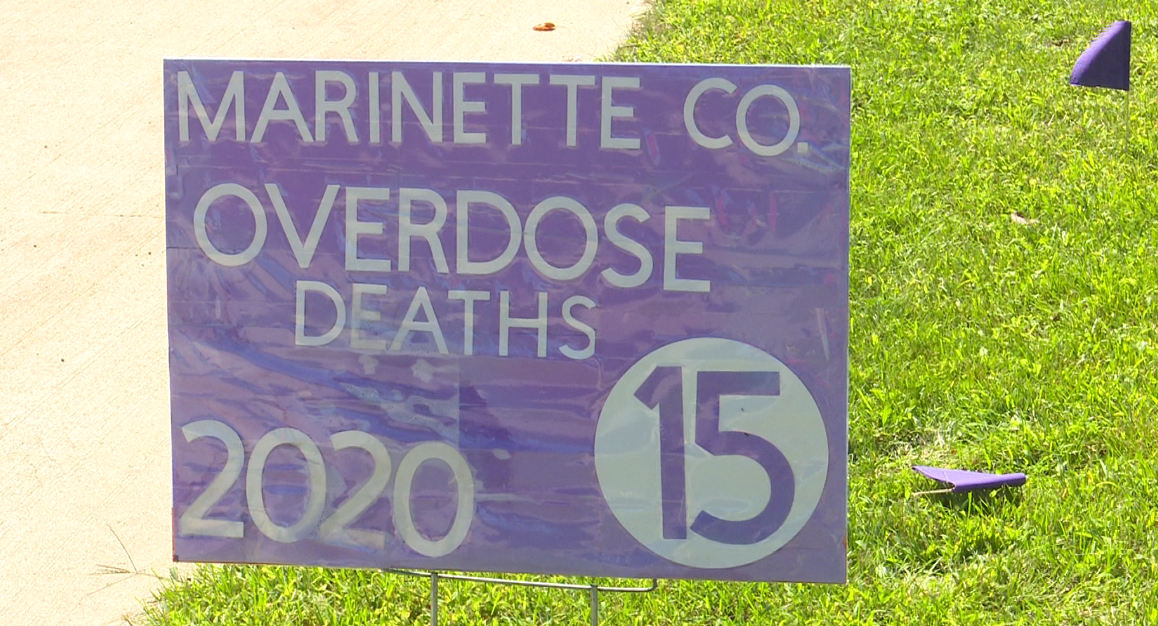 MARINETTE CO.
OVERDOSE
DEATHS
2020
15